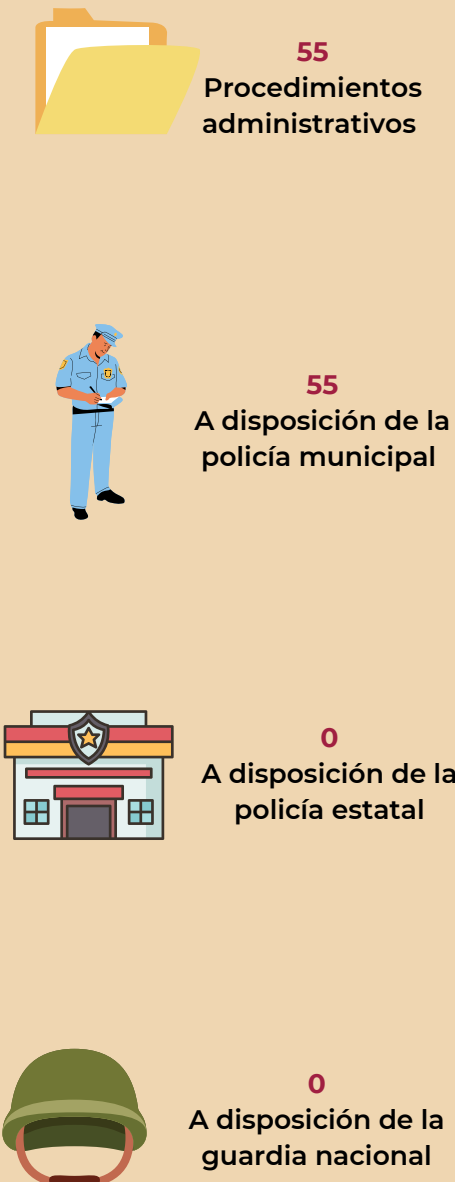 55
Procedimientos
administrativos
55
A disposición de la
policía municipal
0
A disposición de la
policía estatal
0
A disposición de la
guardia nacional